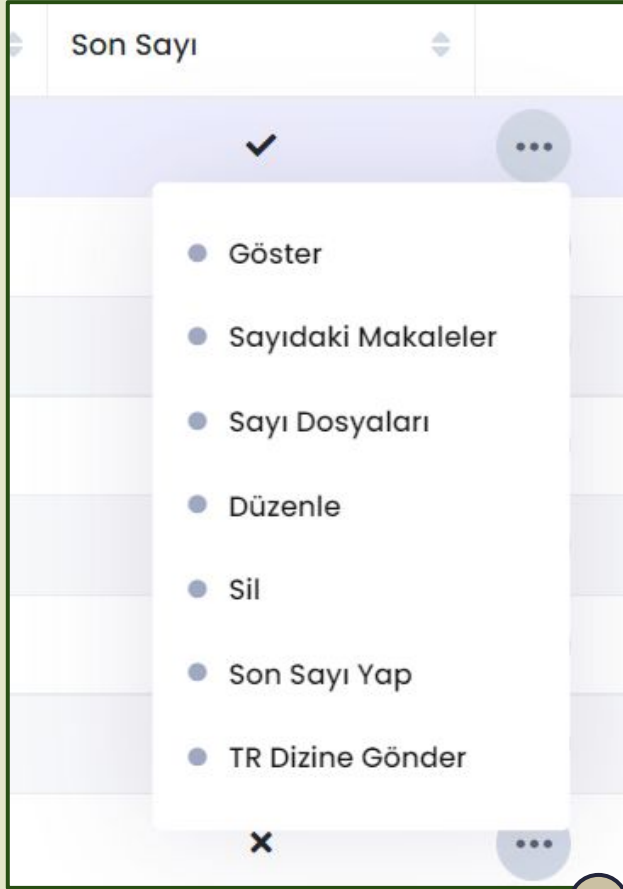 Son Sayı
Göster
Sayıdaki Makaleler
Sayı Dosyaları
Düzenle
Sil
Son Sayı Yap
TR Dizine Gönder